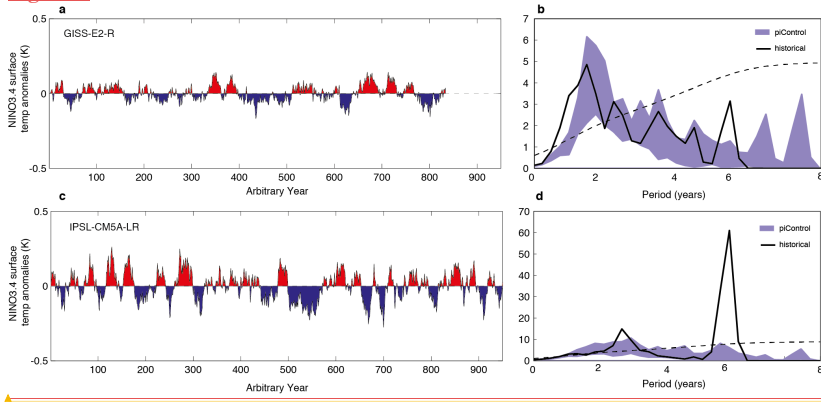 a
b
0.5
GISS-E2-R
NINO3.4 surface
temp anomalies (K)
0
-0.5
100 200 300 400 500 600 700 800 900
Arbitrary Year
7
6
5
4
3
2
1
0
piControl
historical
0 2 4 6 8
Period (years)
c
d
0.5
IPSL-CM5A-LR
NINO3.4 surface
temp anomalies (K)
0
-0.5
100 200 300 400 500 600 700 800 900
Arbitrary Year
70
60
50
40
30
20
10
0
piControl
historical
0 2 4 6 8
Period (years)